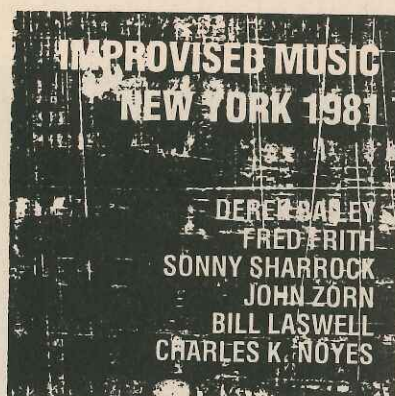 IMPROVISED MUSIC
NEW YORK 1981
DEREK BAILEY
FRED FRITH
SONNY SHARROCK
JOHN ZORN
BILL LASWELL
CHARLES K. NOYES